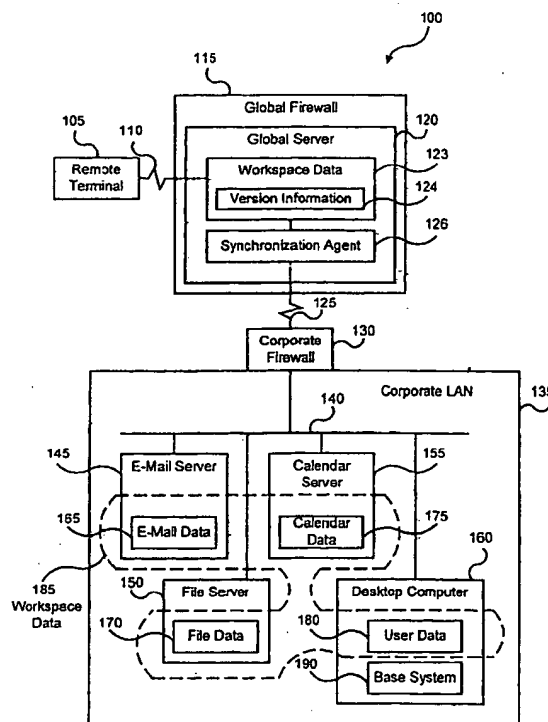 100
115
Global Firewall
120
Global Server
105
110
123
Workspace Data
124
Remote
Terminal
Version Information
126
Synchronization Agent
125
130
Corporate
Firewall
Corporate LAN
135
140
145
E-Mail Server
Calendar
Server
155
165
E-Mail Data
Calendar
Data
175
160
185
Workspace
Data
150
File Server
Desktop Computer
170
File Data
180
User Data
190
Base System